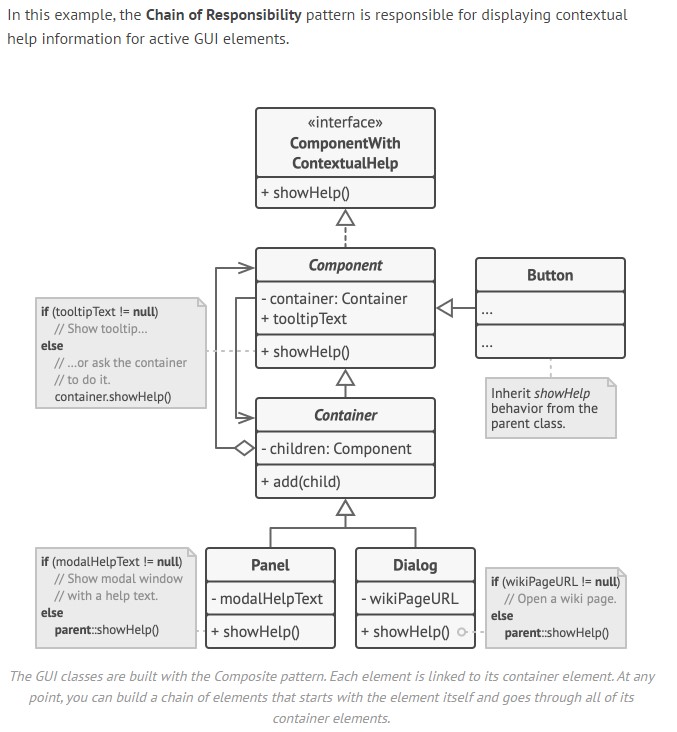 In this example, the Chain of Responsibility pattern is responsible for displaying contextual
help information for active GUI elements.
«interface»
ComponentWith
ContextualHelp
+ showHelp()
Component
- container: Container
+ tooltipText
+ showHelp()
Button
...
...
if (tooltipText != null)
// Show tooltip...
else
// ...or ask the container
// to do it.
container.showHelp()
Inherit showHelp
behavior from the
parent class.
Container
- children: Component
+ add(child)
if (modalHelpText != null)
// Show modal window
// with a help text.
else
parent::showHelp()
Panel
- modalHelpText
+ showHelp()
Dialog
- wikiPageURL
+ showHelp()
if (wikiPageURL != null)
// Open a wiki page.
else
parent::showHelp()
The GUI classes are built with the Composite pattern. Each element is linked to its container element. At any
point, you can build a chain of elements that starts with the element itself and goes through all of its
container elements.